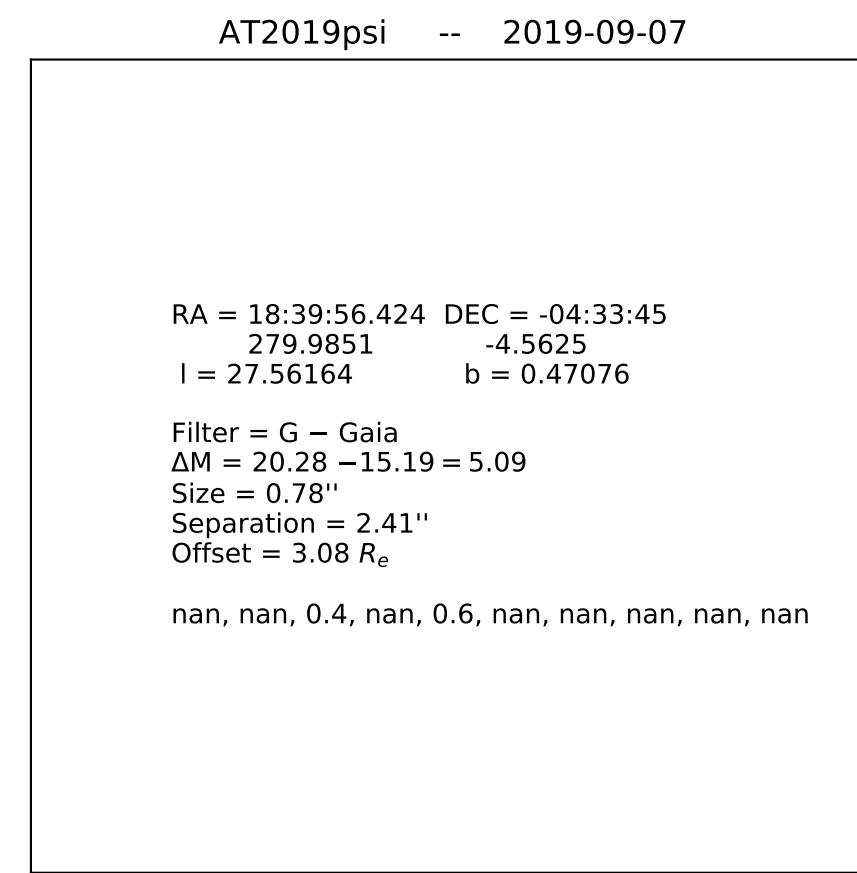 AT2019psi -- 2019-09-07
RA = 18:39:56.424 DEC = -04:33:45
279.9851 -4.5625
l = 27.56164 b = 0.47076
Filter = G − Gaia
ΔM = 20.28 −15.19 = 5.09
Size = 0.78''
Separation = 2.41''
Offset = 3.08 Re
nan, nan, 0.4, nan, 0.6, nan, nan, nan, nan, nan